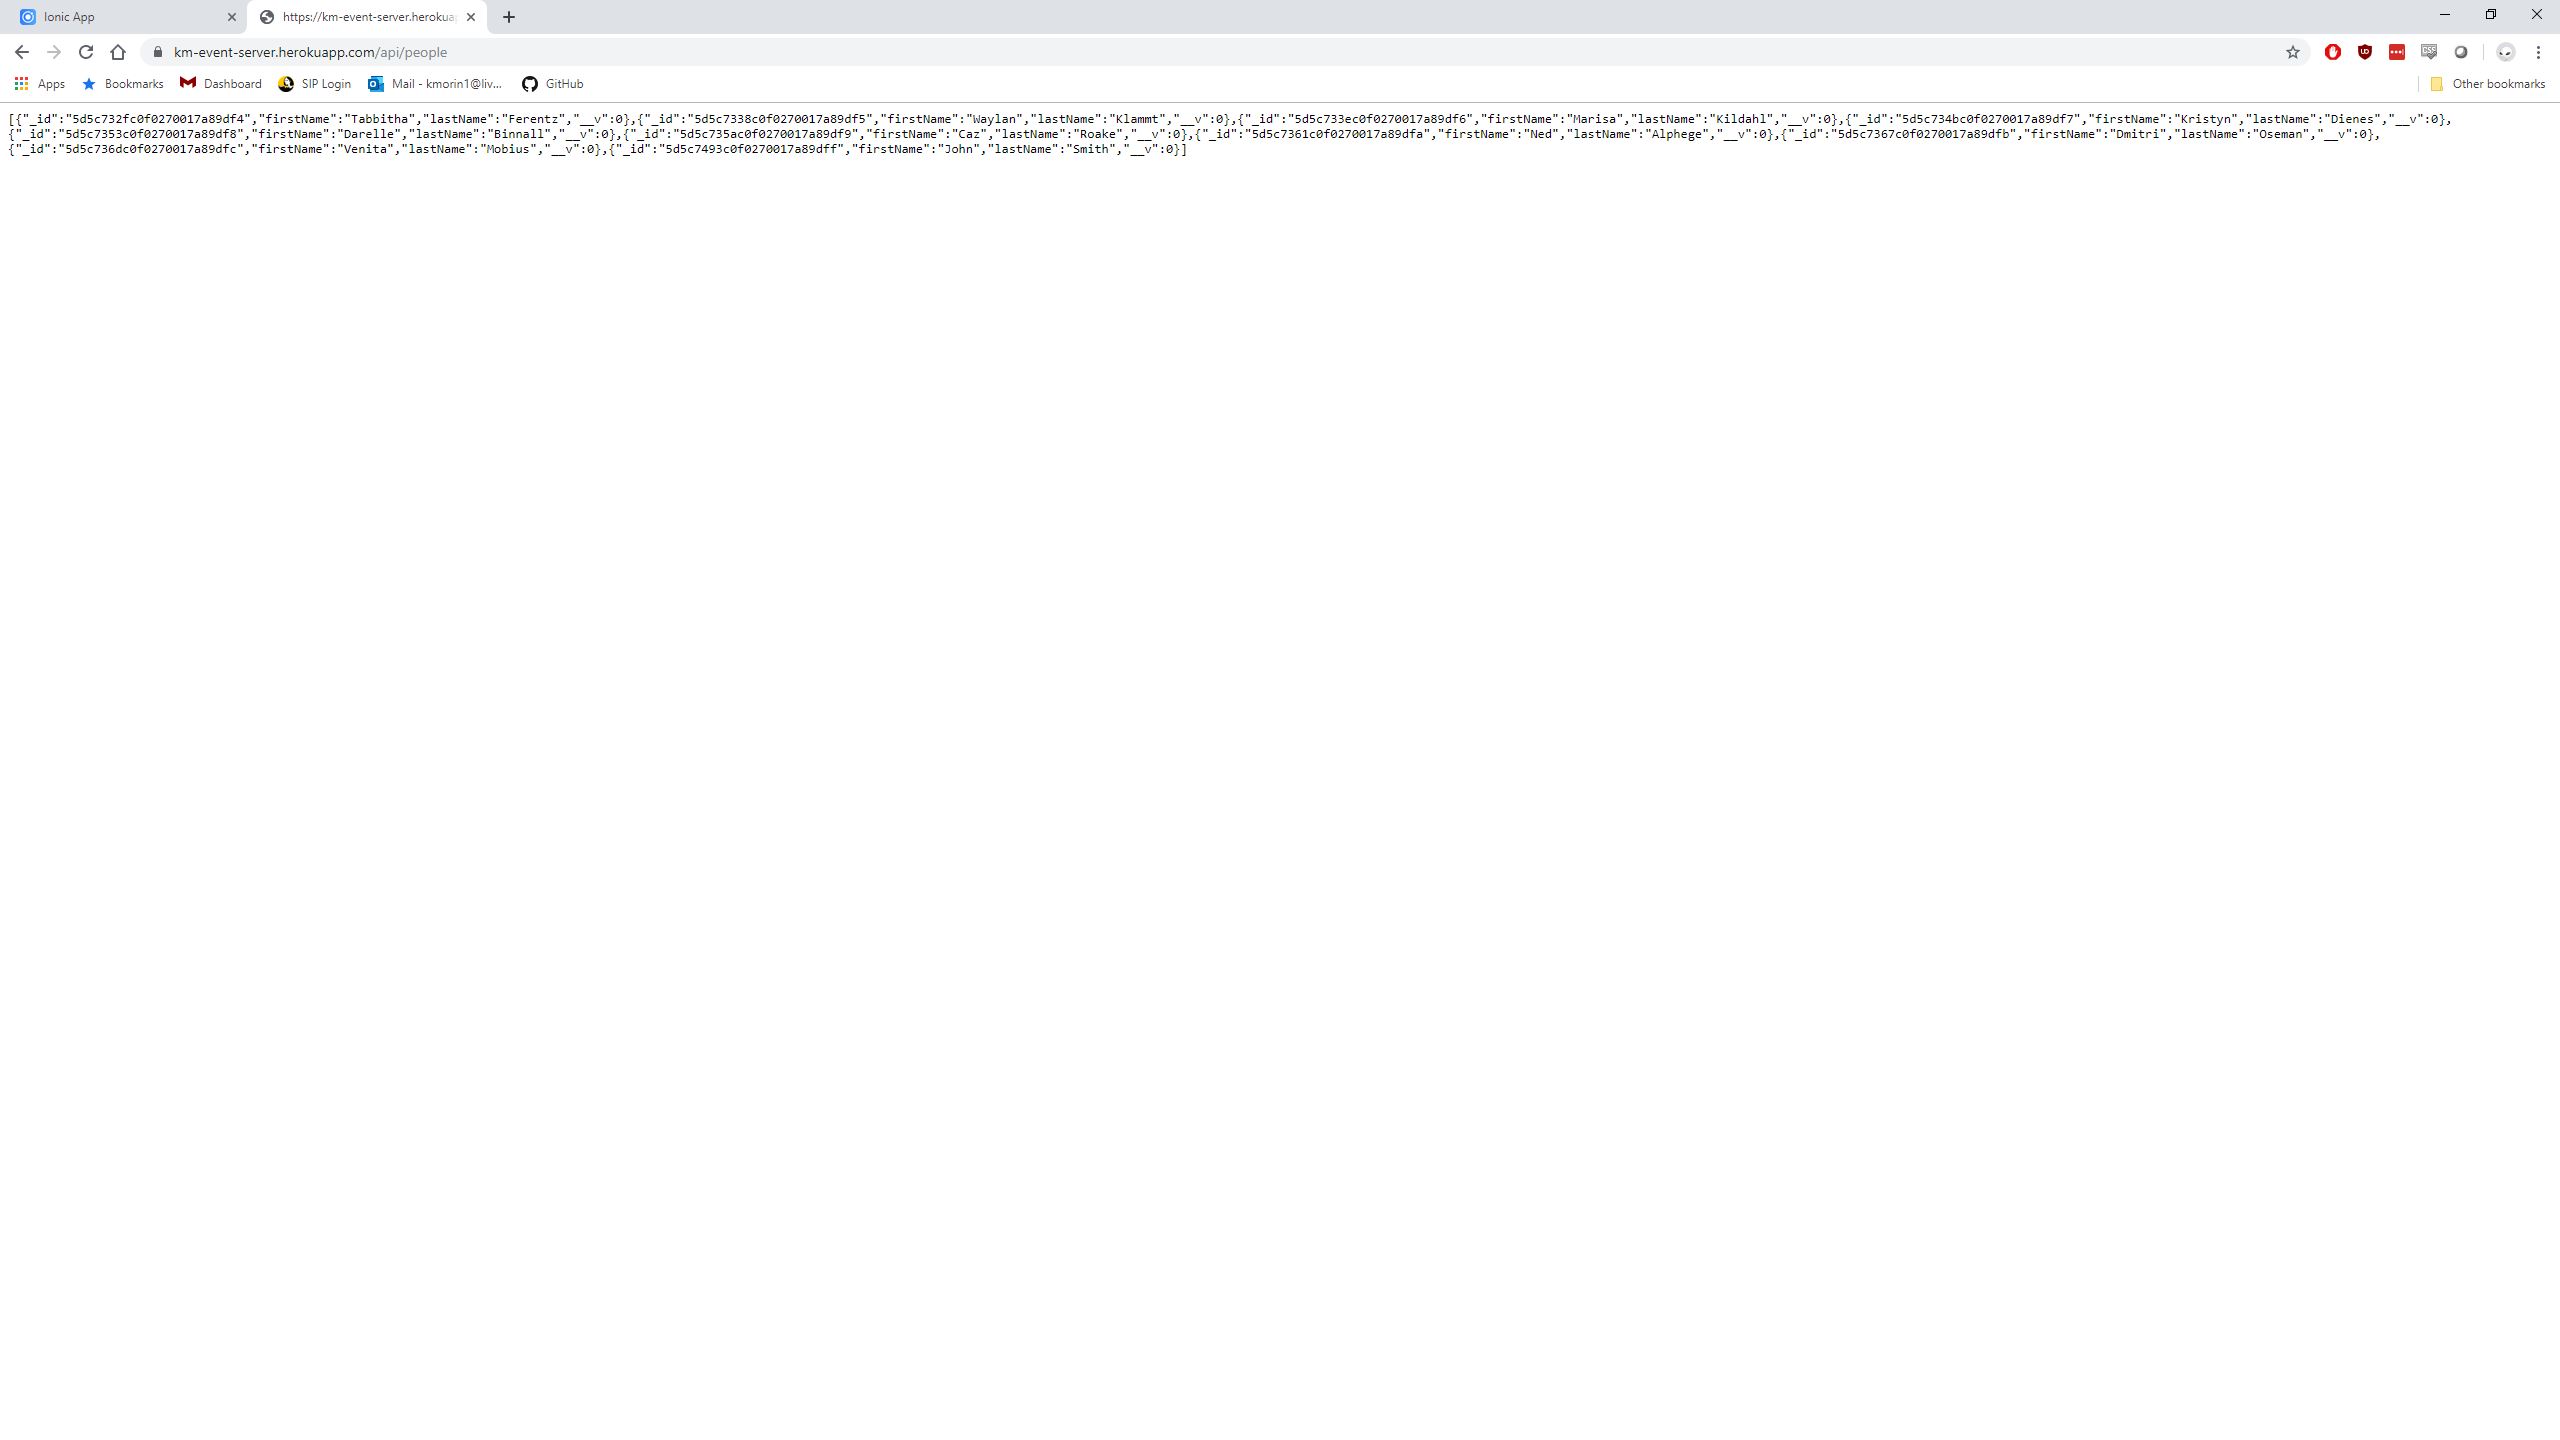 Ionic App
https://km-event-server.herokuap
km-event-server.herokuapp.com/api/people
Apps Bookmarks Dashboard SIP Login Mail - kmorin1@liv... GitHub Other bookmarks
[{"_id":"5d5c732fc0f0270017a89df4","firstName":"Tabbitha","lastName":"Ferentz","__v":0},{"_id":"5d5c7338c0f0270017a89df5","firstName":"Waylan","lastName":"Klammt","__v":0},{"_id":"5d5c733ec0f0270017a89df6","firstName":"Marisa","lastName":"Kildahl","__v":0},{"_id":"5d5c734bc0f0270017a89df7","firstName":"Kristyn","lastName":"Dienes","__v":0},
{"_id":"5d5c7353c0f0270017a89df8","firstName":"Darelle","lastName":"Binnall","__v":0},{"_id":"5d5c735ac0f0270017a89df9","firstName":"Caz","lastName":"Roake","__v":0},{"_id":"5d5c7361c0f0270017a89dfa","firstName":"Ned","lastName":"Alphege","__v":0},{"_id":"5d5c7367c0f0270017a89dfb","firstName":"Dmitri","lastName":"Oseman","__v":0},
{"_id":"5d5c736dc0f0270017a89dfc","firstName":"Venita","lastName":"Mobius","__v":0},{"_id":"5d5c7493c0f0270017a89dff","firstName":"John","lastName":"Smith","__v":0}]